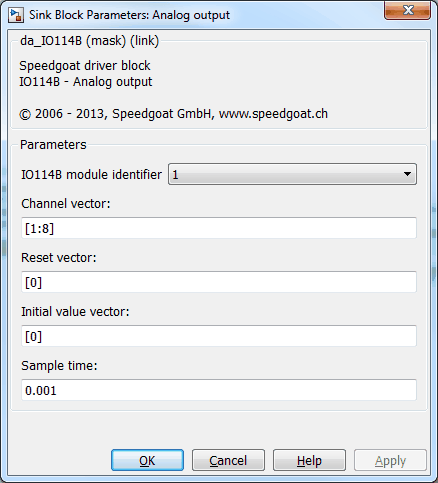 Sink Block Parameters: Analog output
da_IO114B (mask) (link)
Speedgoat driver block
IO114B - Analog output
© 2006 - 2013, Speedgoat GmbH, www.speedgoat.ch
Parameters
IO114B module identifier 1
Channel vector:
[1:8]
Reset vector:
[0]
Initial value vector:
[0]
Sample time:
0.001
OK Cancel Help Apply